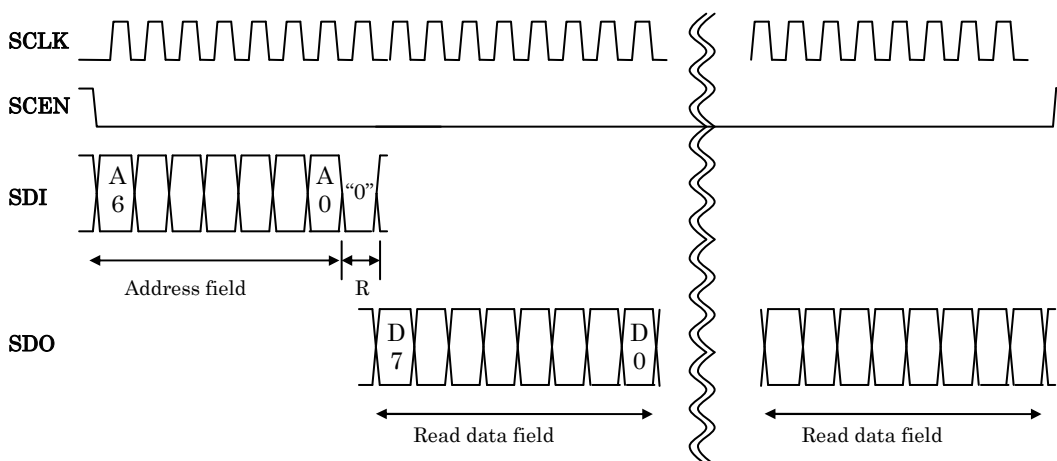 SCLK
SCEN
SDI
A
6
A
0
“0”
Address field
R
SDO
D
7
D
0
Read data field
Read data field